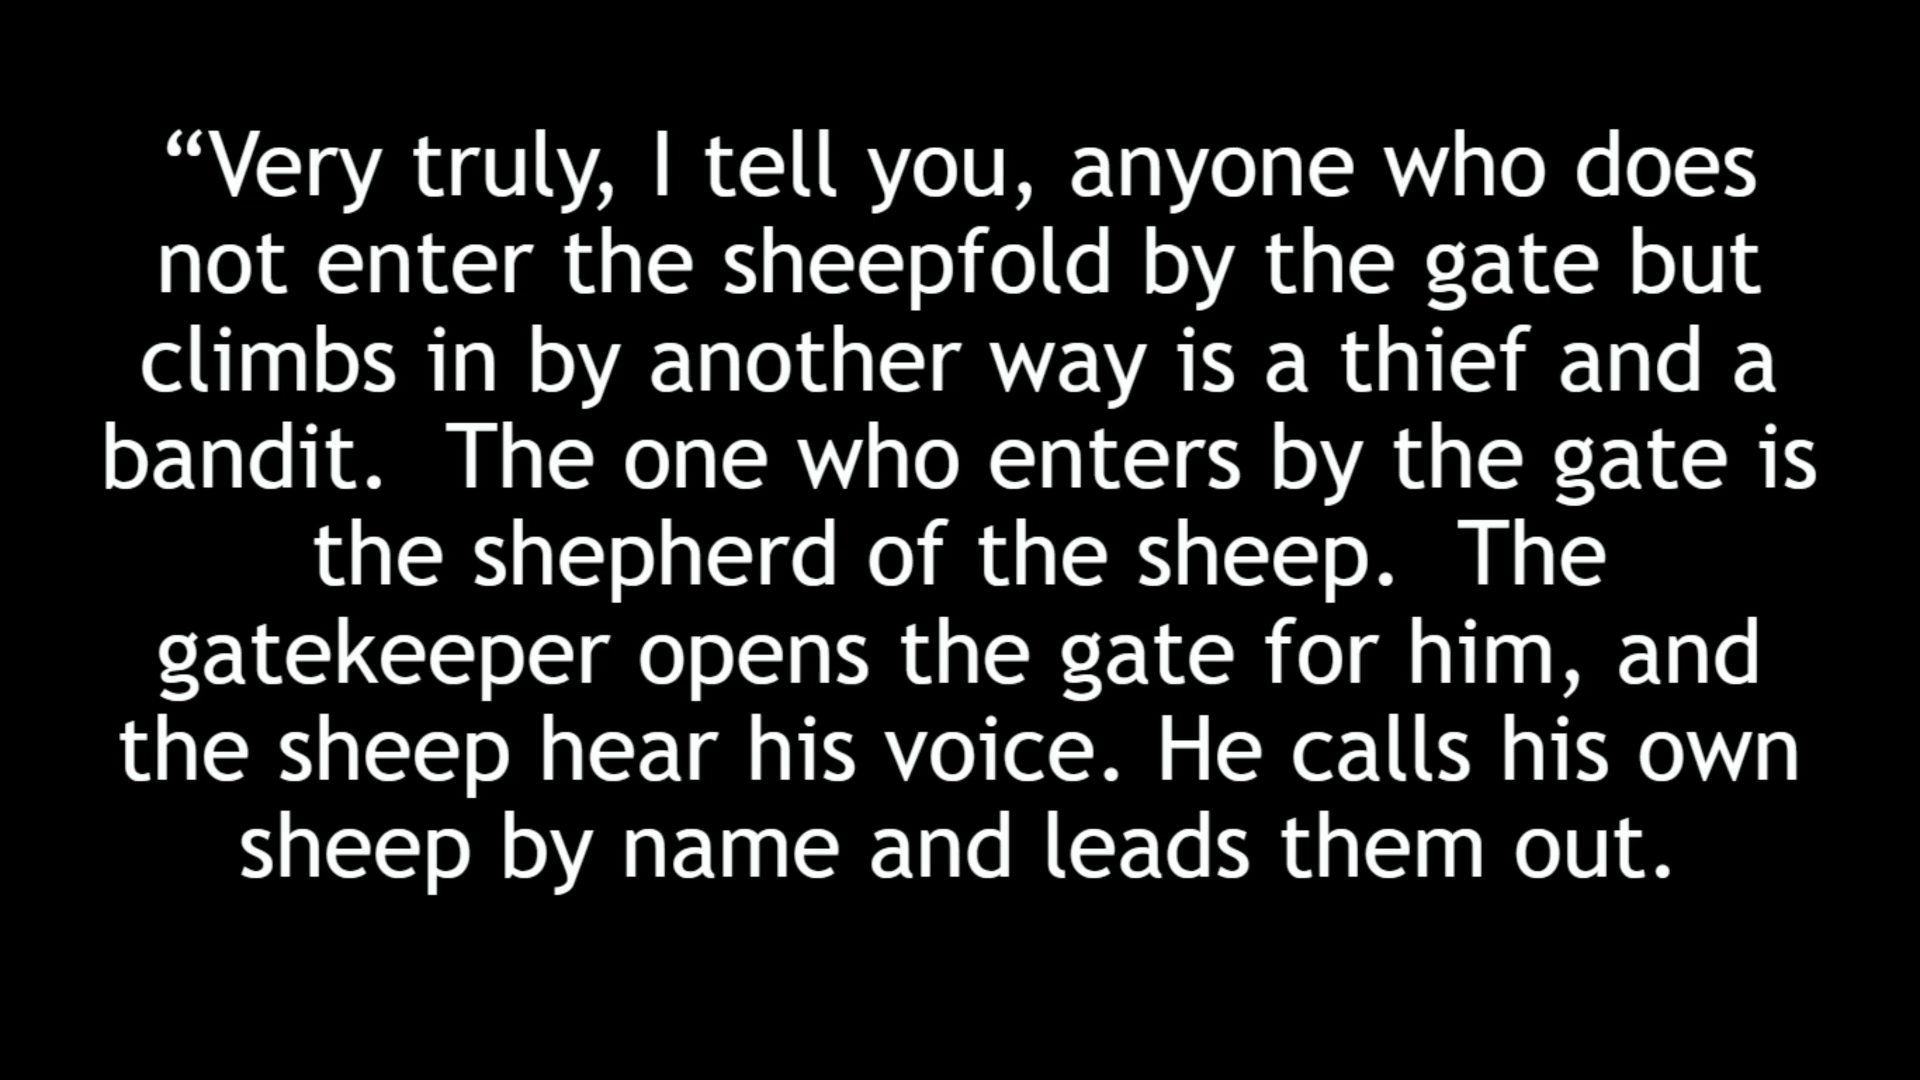 “Very truly, I tell you, anyone who does
not enter the sheepfold by the gate but
climbs in by another way is a thief and a
bandit.  The one who enters by the gate is
the shepherd of the sheep.  The
gatekeeper opens the gate for him, and
the sheep hear his voice. He calls his own
sheep by name and leads them out.